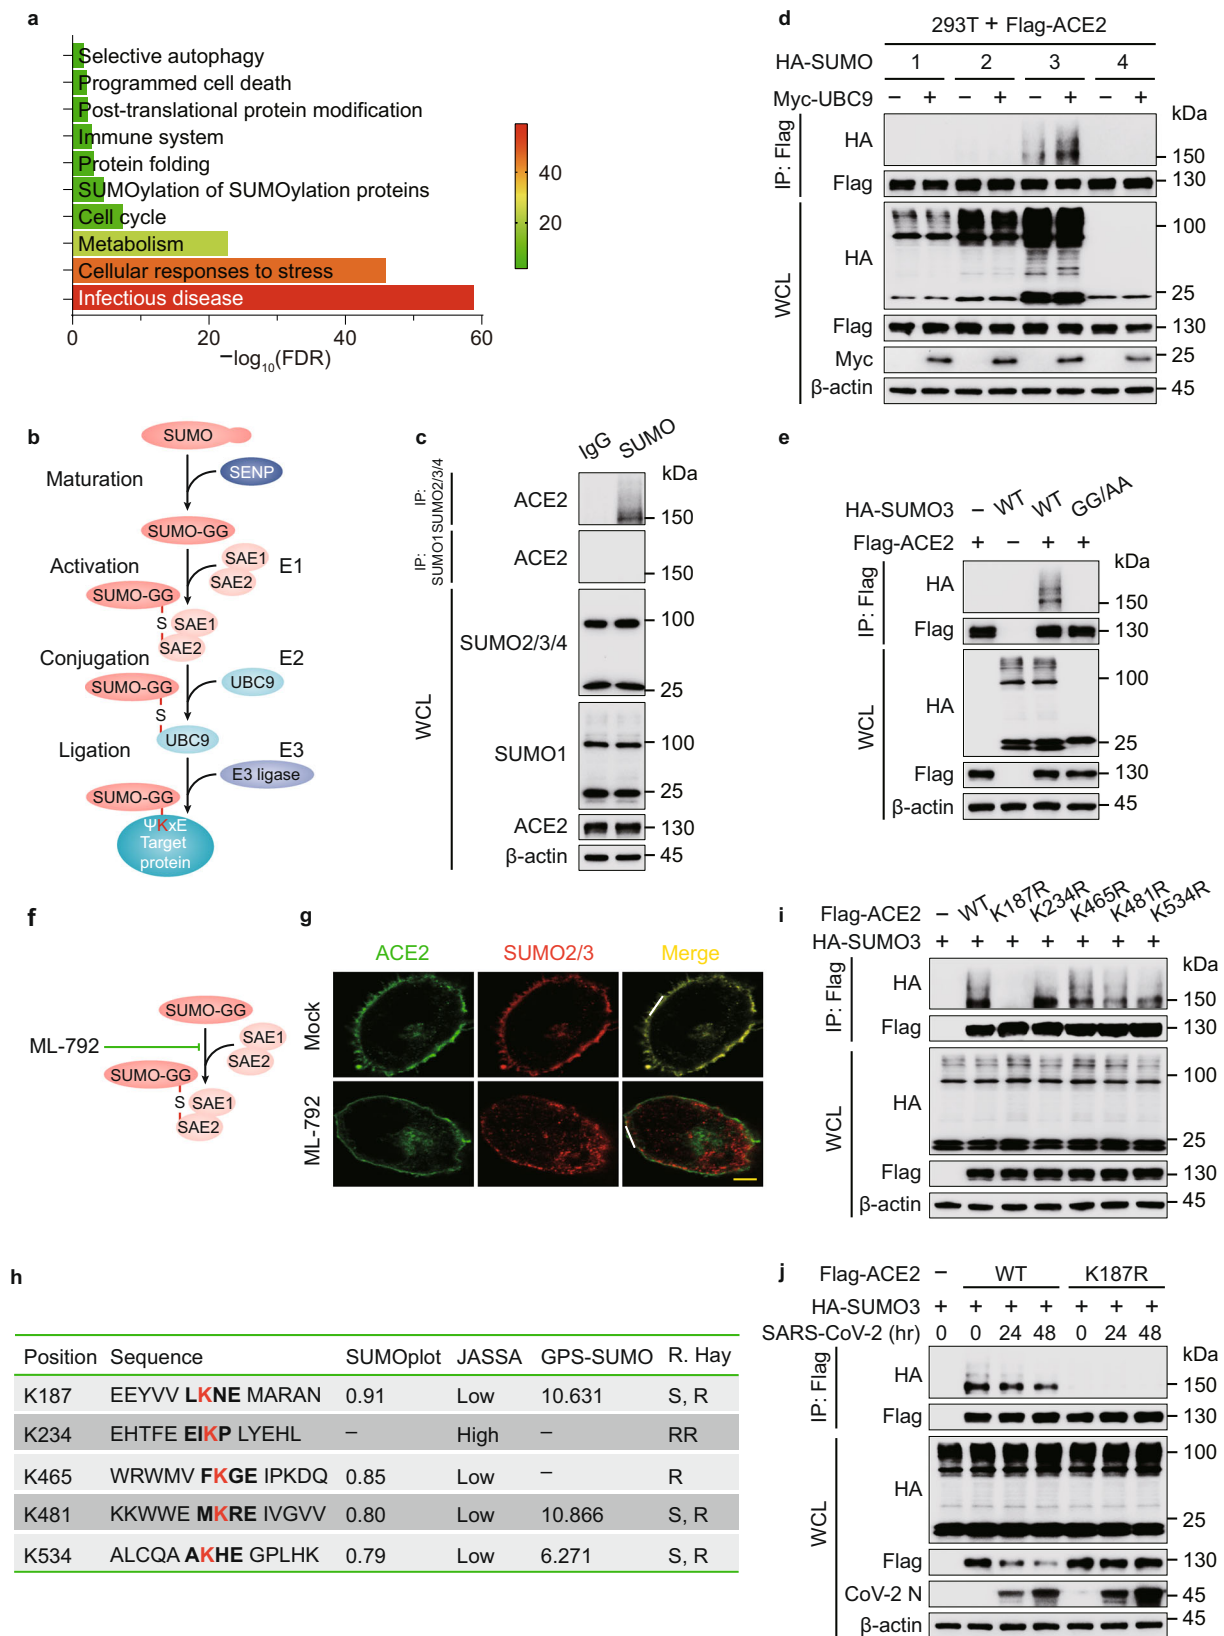 a
Selective autophagy
Programmed cell death
Post-translational protein modification
Immune system
Protein folding
SUMOylation of SUMOylation proteins
Cell cycle
Metabolism
Cellular responses to stress
Infectious disease
0 20 40 60
−log10(FDR)
40
20
b
SUMO
Maturation SENP
SUMO-GG
Activation SAE1 E1
SAE2
SUMO-GG
S SAE1
SAE2
Conjugation E2
SUMO-GG UBC9
S
UBC9
Ligation E3
E3 ligase
SUMO-GG
ΨKxE
Target
protein
c
IgG SUMO
kDa
IP: SUMO2/3/4 ACE2 150
IP: SUMO1 ACE2 150
WCL
SUMO2/3/4 100
25
SUMO1 100
25
ACE2 130
β-actin 45
d
293T + Flag-ACE2
HA-SUMO 1 2 3 4
Myc-UBC9 − + − + − + − +
kDa
IP: Flag
HA 150
Flag 130
WCL
HA 100
25
Flag 130
Myc 25
β-actin 45
e
HA-SUMO3 − WT WT GG/AA
Flag-ACE2 + − + +
kDa
IP: Flag
HA 150
Flag 130
WCL
HA 100
25
Flag 130
β-actin 45
f
SUMO-GG
ML-792 SAE1
SAE2
SUMO-GG
S SAE1
SAE2
g
ACE2 SUMO2/3 Merge
Mock
ML-792
h
Position Sequence SUMOplot JASSA GPS-SUMO R. Hay
K187 EEYVV LKNE MARAN 0.91 Low 10.631 S, R
K234 EHTFE EIKP LYEHL − High − RR
K465 WRWMV FKGE IPKDQ 0.85 Low − R
K481 KKWWE MKRE IVGVV 0.80 Low 10.866 S, R
K534 ALCQA AKHE GPLHK 0.79 Low 6.271 S, R
i
Flag-ACE2 − WT K187R K234R K465R K481R K534R
HA-SUMO3 + + + + + + +
kDa
IP: Flag
HA 150
Flag 130
WCL
HA 100
25
Flag 130
β-actin 45
j
Flag-ACE2 − WT K187R
HA-SUMO3 + + + + + + +
SARS-CoV-2 (hr) 0 0 24 48 0 24 48
kDa
IP: Flag
HA 150
Flag 130
WCL
HA 100
25
Flag 130
CoV-2 N 45
β-actin 45